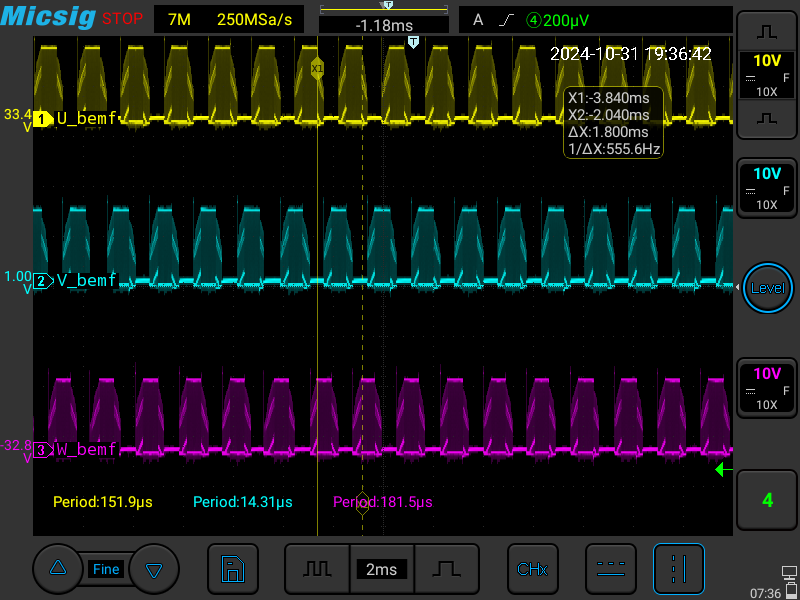 Micsig STOP 7M 250MSa/s -1.18ms A ④200μV
T
T
2024-10-31 19:36:42
10V
F
10X
X1
X1:-3.840ms
X2:-2.040ms
ΔX:1.800ms
1/ΔX:555.6Hz
33.4
V
1 U_bemf
10V
F
10X
1.00
V
2 V_bemf
Level
10V
F
10X
-32.8
V
3 W_bemf
Period:151.9μs Period:14.31μs Period:181.5μs
4
Fine 2ms CHx
07:36